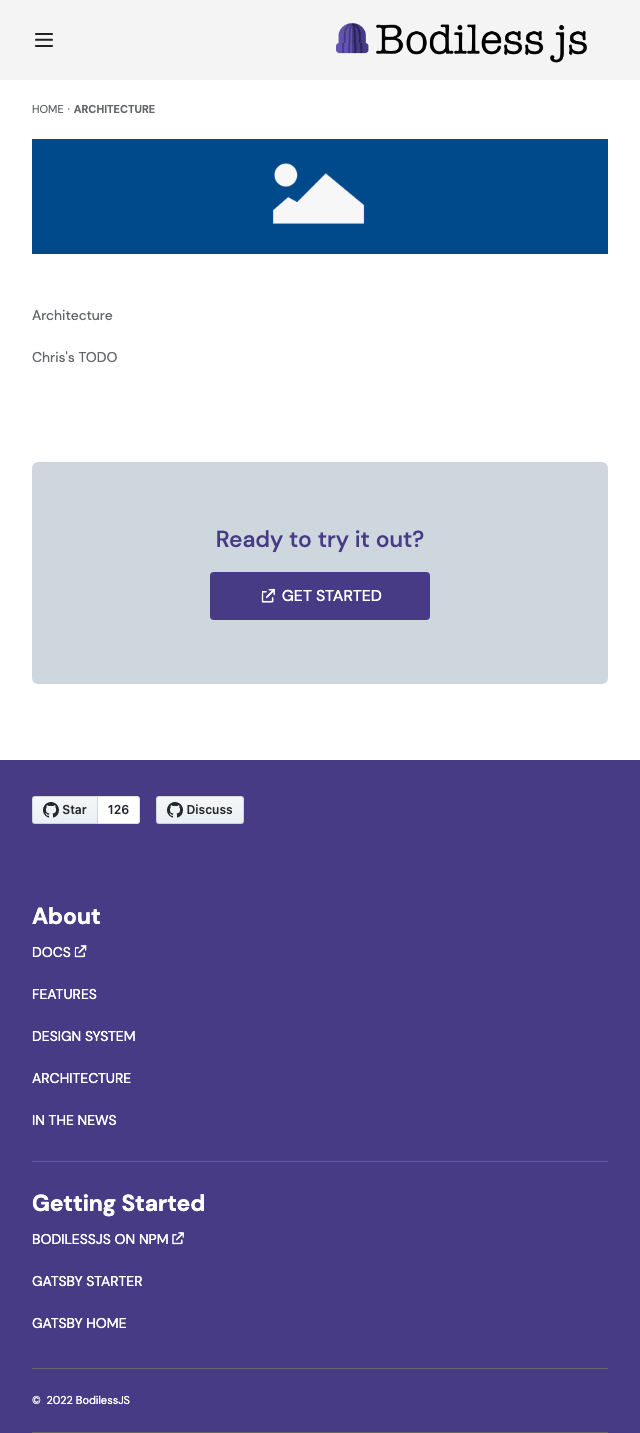 Bodiless js
HOME · ARCHITECTURE
Architecture
Chris's TODO
Ready to try it out?
GET STARTED
Star 126 Discuss
About
DOCS
FEATURES
DESIGN SYSTEM
ARCHITECTURE
IN THE NEWS
Getting Started
BODILESSJS ON NPM
GATSBY STARTER
GATSBY HOME
© 2022 BodilessJS